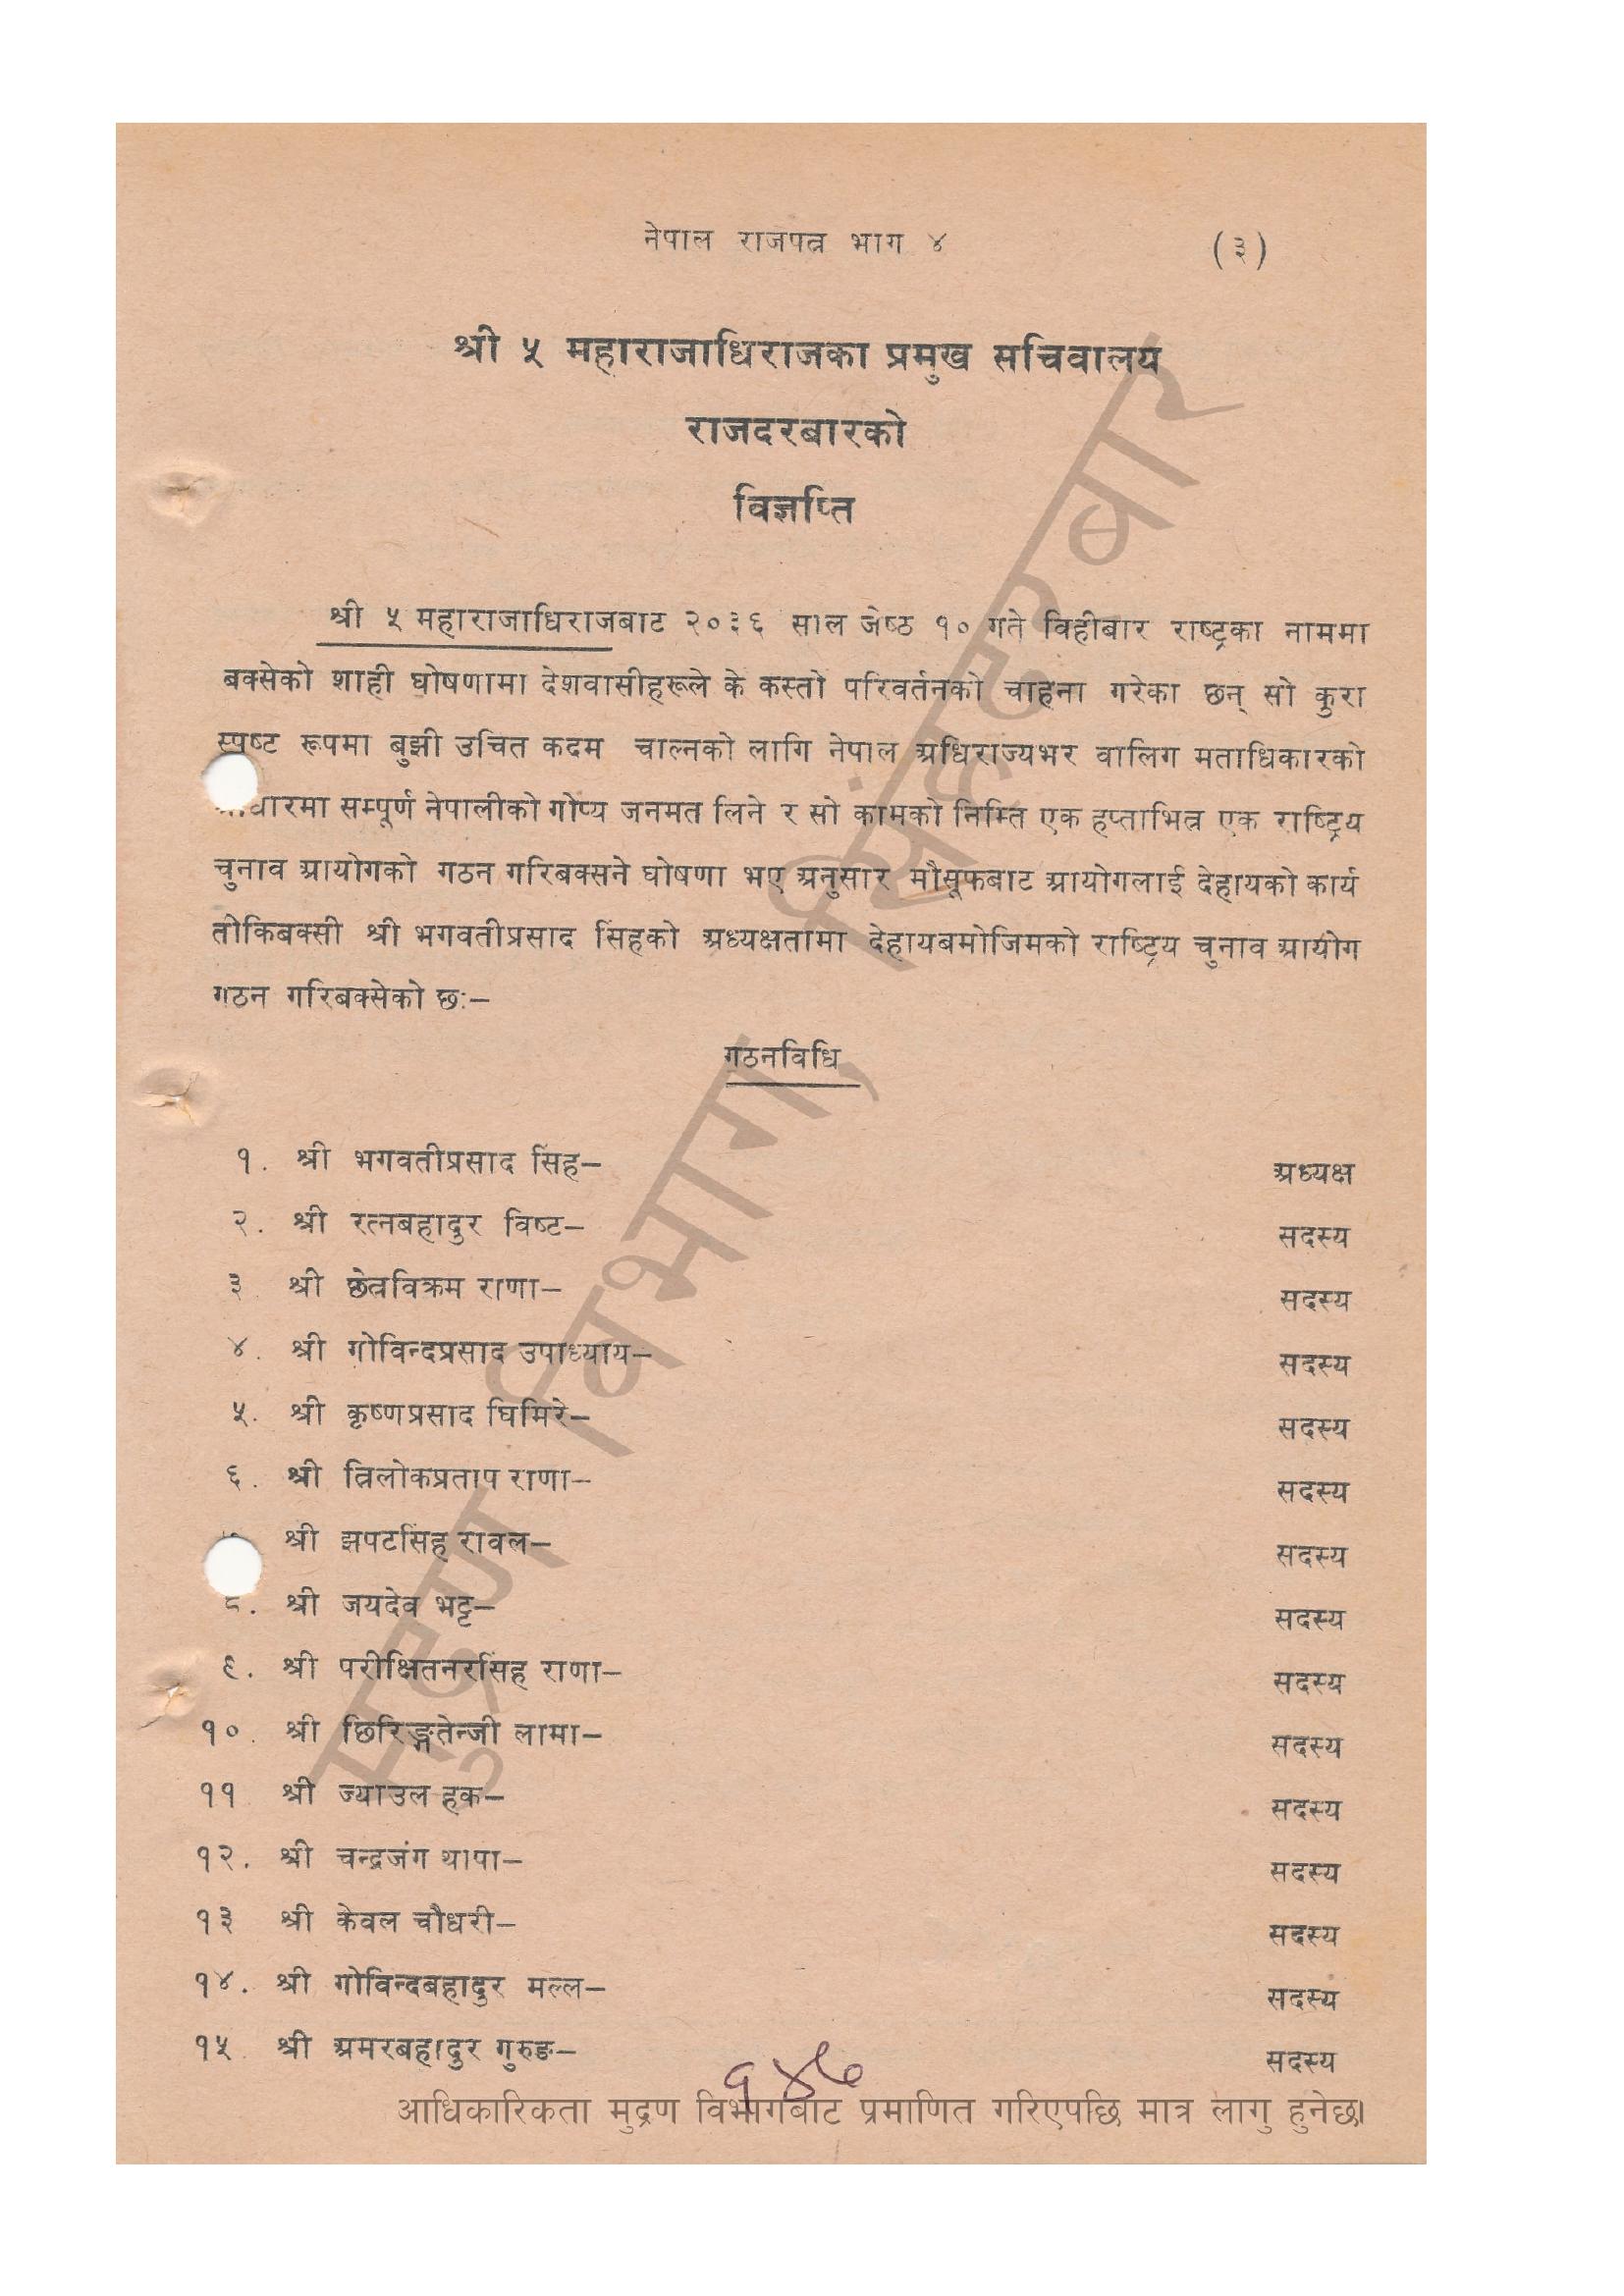 नेपाल राजपत्र भाग ४ (३)
श्री ५ महाराजाधिराजका प्रमुख सचिवालय
राजदरबारको
विज्ञप्ति
श्री ५ महाराजाधिराजबाट २०३६ साल जेष्ठ १० गते विहीबार राष्ट्रका नाममा
बक्सेको शाही घोषणामा देशवासीहरूले के कस्तो परिवर्तनको चाहना गरेका छन् सो कुरा
स्पष्ट रूपमा बुझी उचित कदम चाल्नको लागि नेपाल अधिराज्यभर वालिग मताधिकारको
आधारमा सम्पूर्ण नेपालीको गोप्य जनमत लिने र सो कामको निम्ति एक हप्ताभित्र एक राष्ट्रिय
चुनाव आयोगको गठन गरिबक्सने घोषणा भए अनुसार मौसूफबाट आयोगलाई देहायको कार्य
तोकिबक्सी श्री भगवतीप्रसाद सिंहको अध्यक्षतामा देहायबमोजिमको राष्ट्रिय चुनाव आयोग
गठन गरिबक्सेको छः–
गठनविधि
१. श्री भगवतीप्रसाद सिंह– अध्यक्ष
२. श्री रत्नबहादुर विष्ट– सदस्य
३ श्री छेत्रविक्रम राणा– सदस्य
४. श्री गोविन्दप्रसाद उपाध्याय– सदस्य
५. श्री कृष्णप्रसाद घिमिरे– सदस्य
६. श्री त्रिलोकप्रताप राणा– सदस्य
श्री झपटसिंह रावल– सदस्य
८. श्री जयदेव भट्ट– सदस्य
९. श्री परीक्षितनरसिंह राणा– सदस्य
१०. श्री छिरिङ्गतेन्जी लामा– सदस्य
११ श्री ज्याउल हक– सदस्य
१२. श्री चन्द्रजंग थापा– सदस्य
१३ श्री केवल चौधरी– सदस्य
१४. श्री गोविन्दबहादुर मल्ल– सदस्य
१५ श्री अमरबहादुर गुरुङ– सदस्य
आधिकारिकता मुद्रण विभागबाट प्रमाणित गरिएपछि मात्र लागु हुनेछ।
मुद्रण विभाग, सिंहदरबार